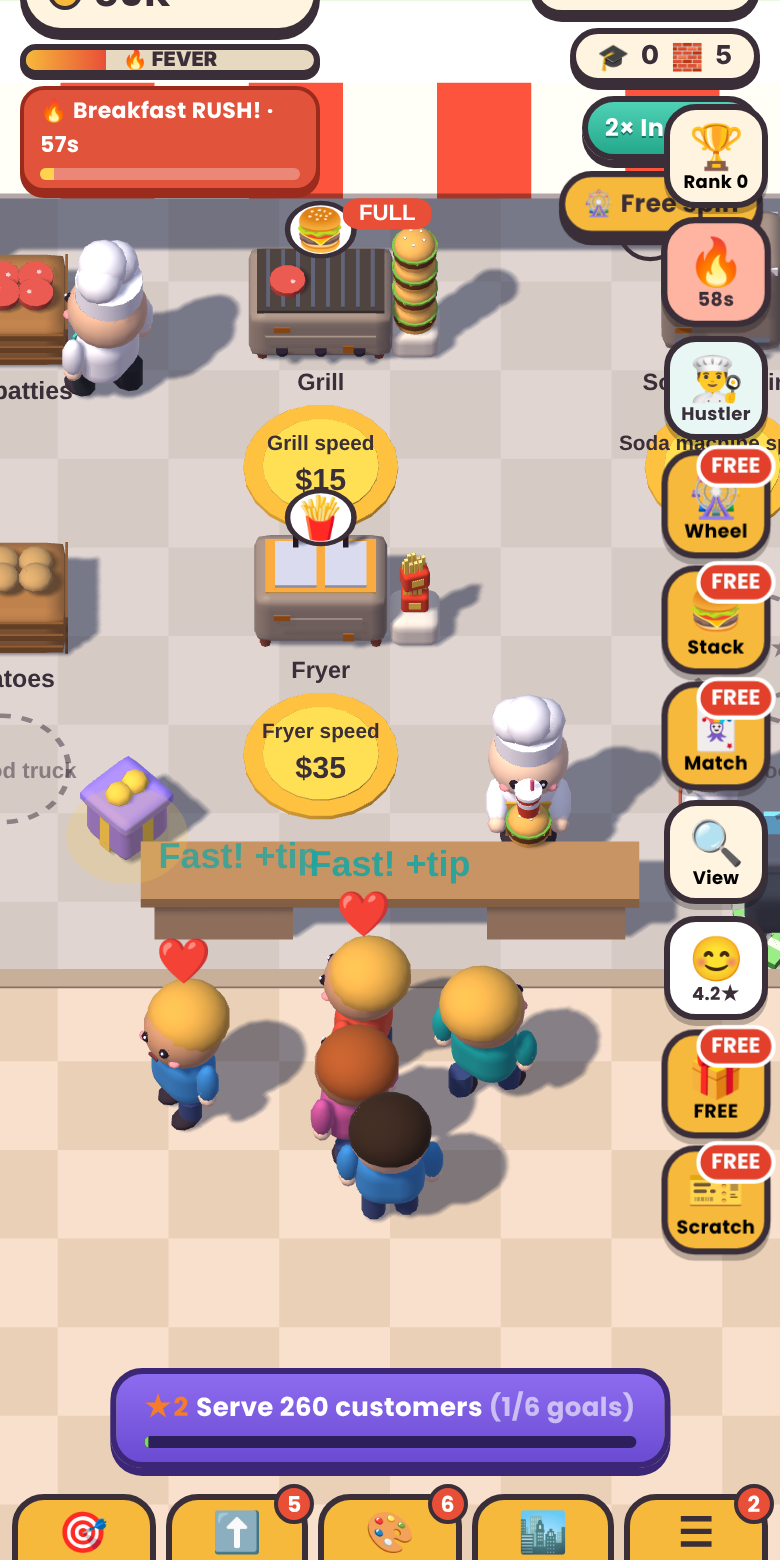 FEVER
0 5
Breakfast RUSH! ·
57s
2× In
Rank 0
Free spin
FULL
58s
patties
Grill
Hustler
Grill speed
$15
Soda machine sp
FREE
Wheel
FREE
Stack
atoes
Fryer
FREE
Match
Fryer speed
$35
od truck
Fast! +tip
Fast! +tip
View
4.2★
FREE
FREE
FREE
Scratch
★2 Serve 260 customers (1/6 goals)
5
6
2